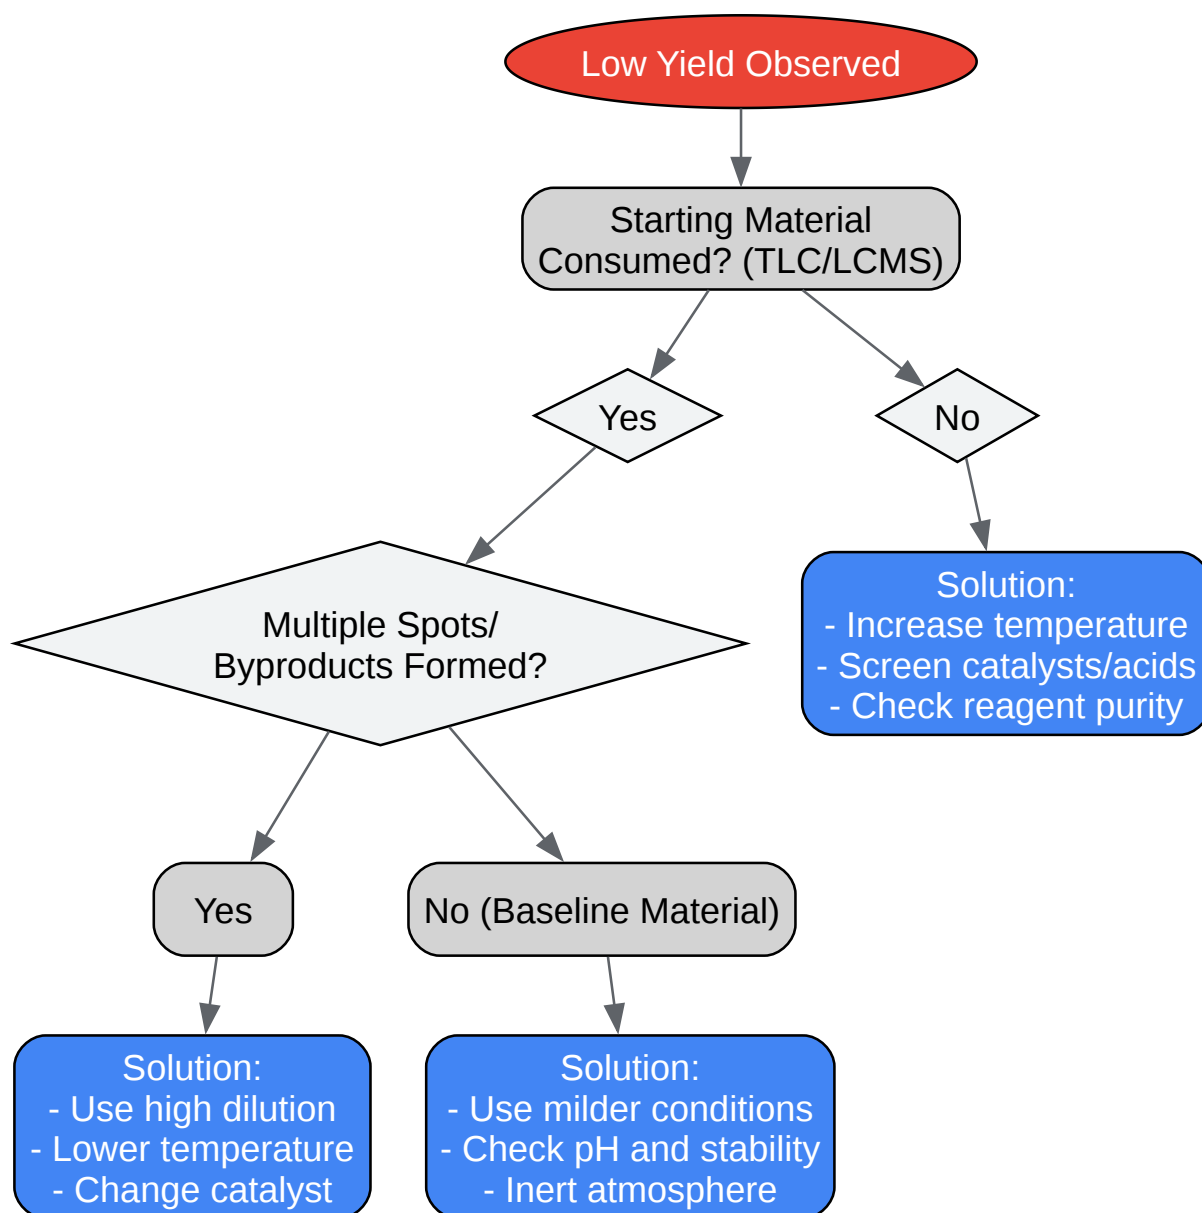 Low Yield Observed
Starting Material
Consumed? (TLC/LCMS)
Yes
No
Multiple Spots/
Byproducts Formed?
Solution:
- Increase temperature
- Screen catalysts/acids
- Check reagent purity
Yes
No (Baseline Material)
Solution:
- Use high dilution
- Lower temperature
- Change catalyst
Solution:
- Use milder conditions
- Check pH and stability
- Inert atmosphere